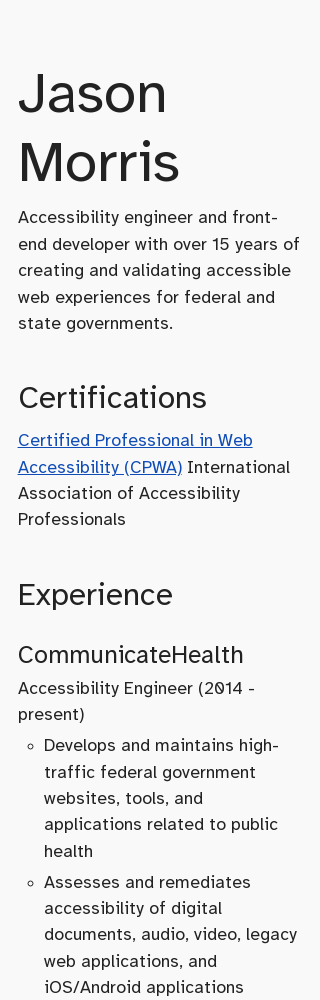 Jason
Morris
Accessibility engineer and front-
end developer with over 15 years of
creating and validating accessible
web experiences for federal and
state governments.
Certifications
Certified Professional in Web
Accessibility (CPWA) International
Association of Accessibility
Professionals
Experience
CommunicateHealth
Accessibility Engineer (2014 -
present)
Develops and maintains high-
traffic federal government
websites, tools, and
applications related to public
health
Assesses and remediates
accessibility of digital
documents, audio, video, legacy
web applications, and
iOS/Android applications